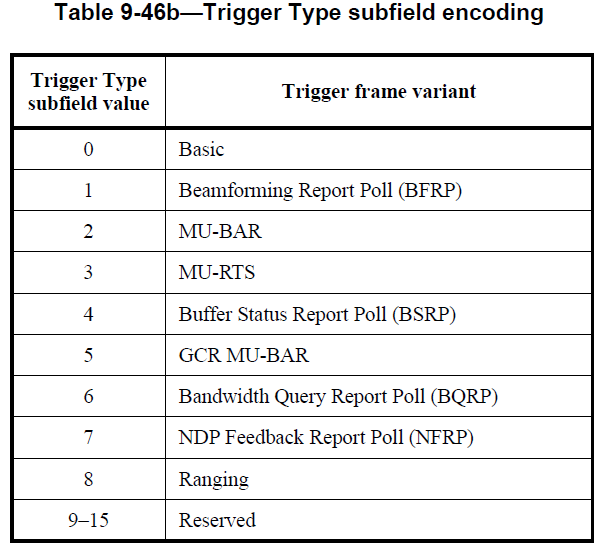 Table 9-46b—Trigger Type subfield encoding
Trigger Type subfield value Trigger frame variant
0 Basic
1 Beamforming Report Poll (BFRP)
2 MU-BAR
3 MU-RTS
4 Buffer Status Report Poll (BSRP)
5 GCR MU-BAR
6 Bandwidth Query Report Poll (BQRP)
7 NDP Feedback Report Poll (NFRP)
8 Ranging
9–15 Reserved